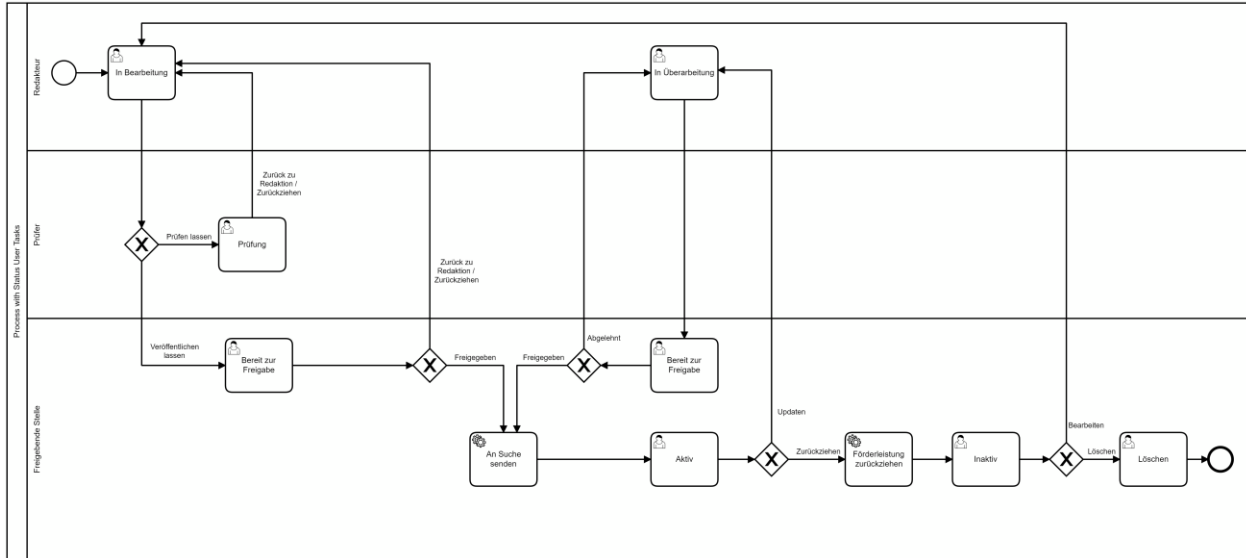 Process with Status User Tasks
Redakteur
In Bearbeitung
In Überarbeitung
Prüfer
Prüfen lassen
Prüfung
Zurück zu
Redaktion /
Zurückziehen
Zurück zu
Redaktion /
Zurückziehen
Freigebende Stelle
Veröffentlichen
lassen
Bereit zur
Freigabe
Freigegeben
Freigegeben
Abgelehnt
Bereit zur
Freigabe
An Suche
senden
Aktiv
Updaten
Zurückziehen
Förderleistung
zurückziehen
Inaktiv
Bearbeiten
Löschen
Löschen